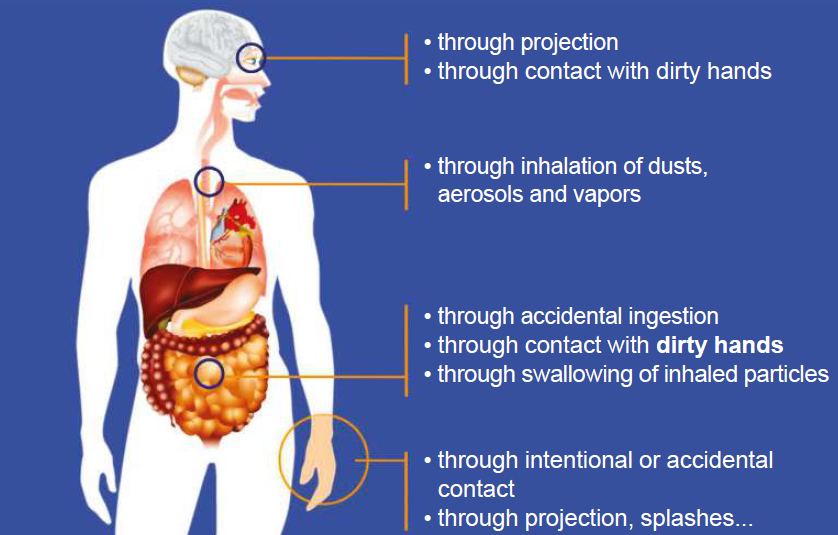 • through projection
• through contact with dirty hands
• through inhalation of dusts,
aerosols and vapors
• through accidental ingestion
• through contact with dirty hands
• through swallowing of inhaled particles
• through intentional or accidental
contact
• through projection, splashes...